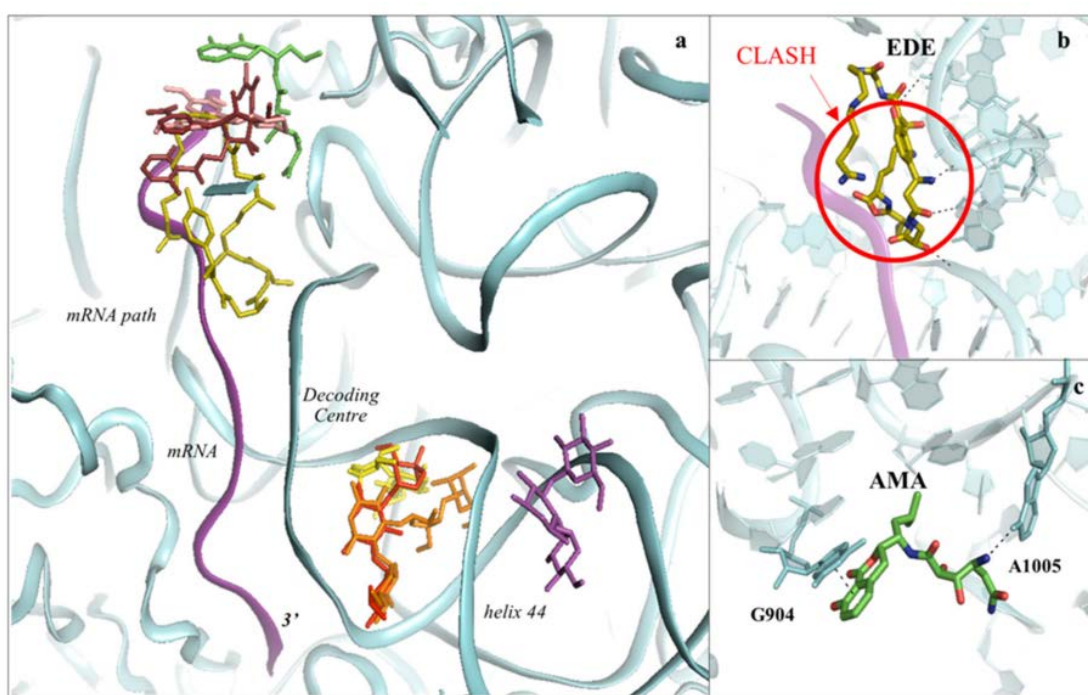 a
mRNA path
Decoding
Centre
mRNA
3’
helix 44
b
EDE
CLASH
c
AMA
A1005
G904